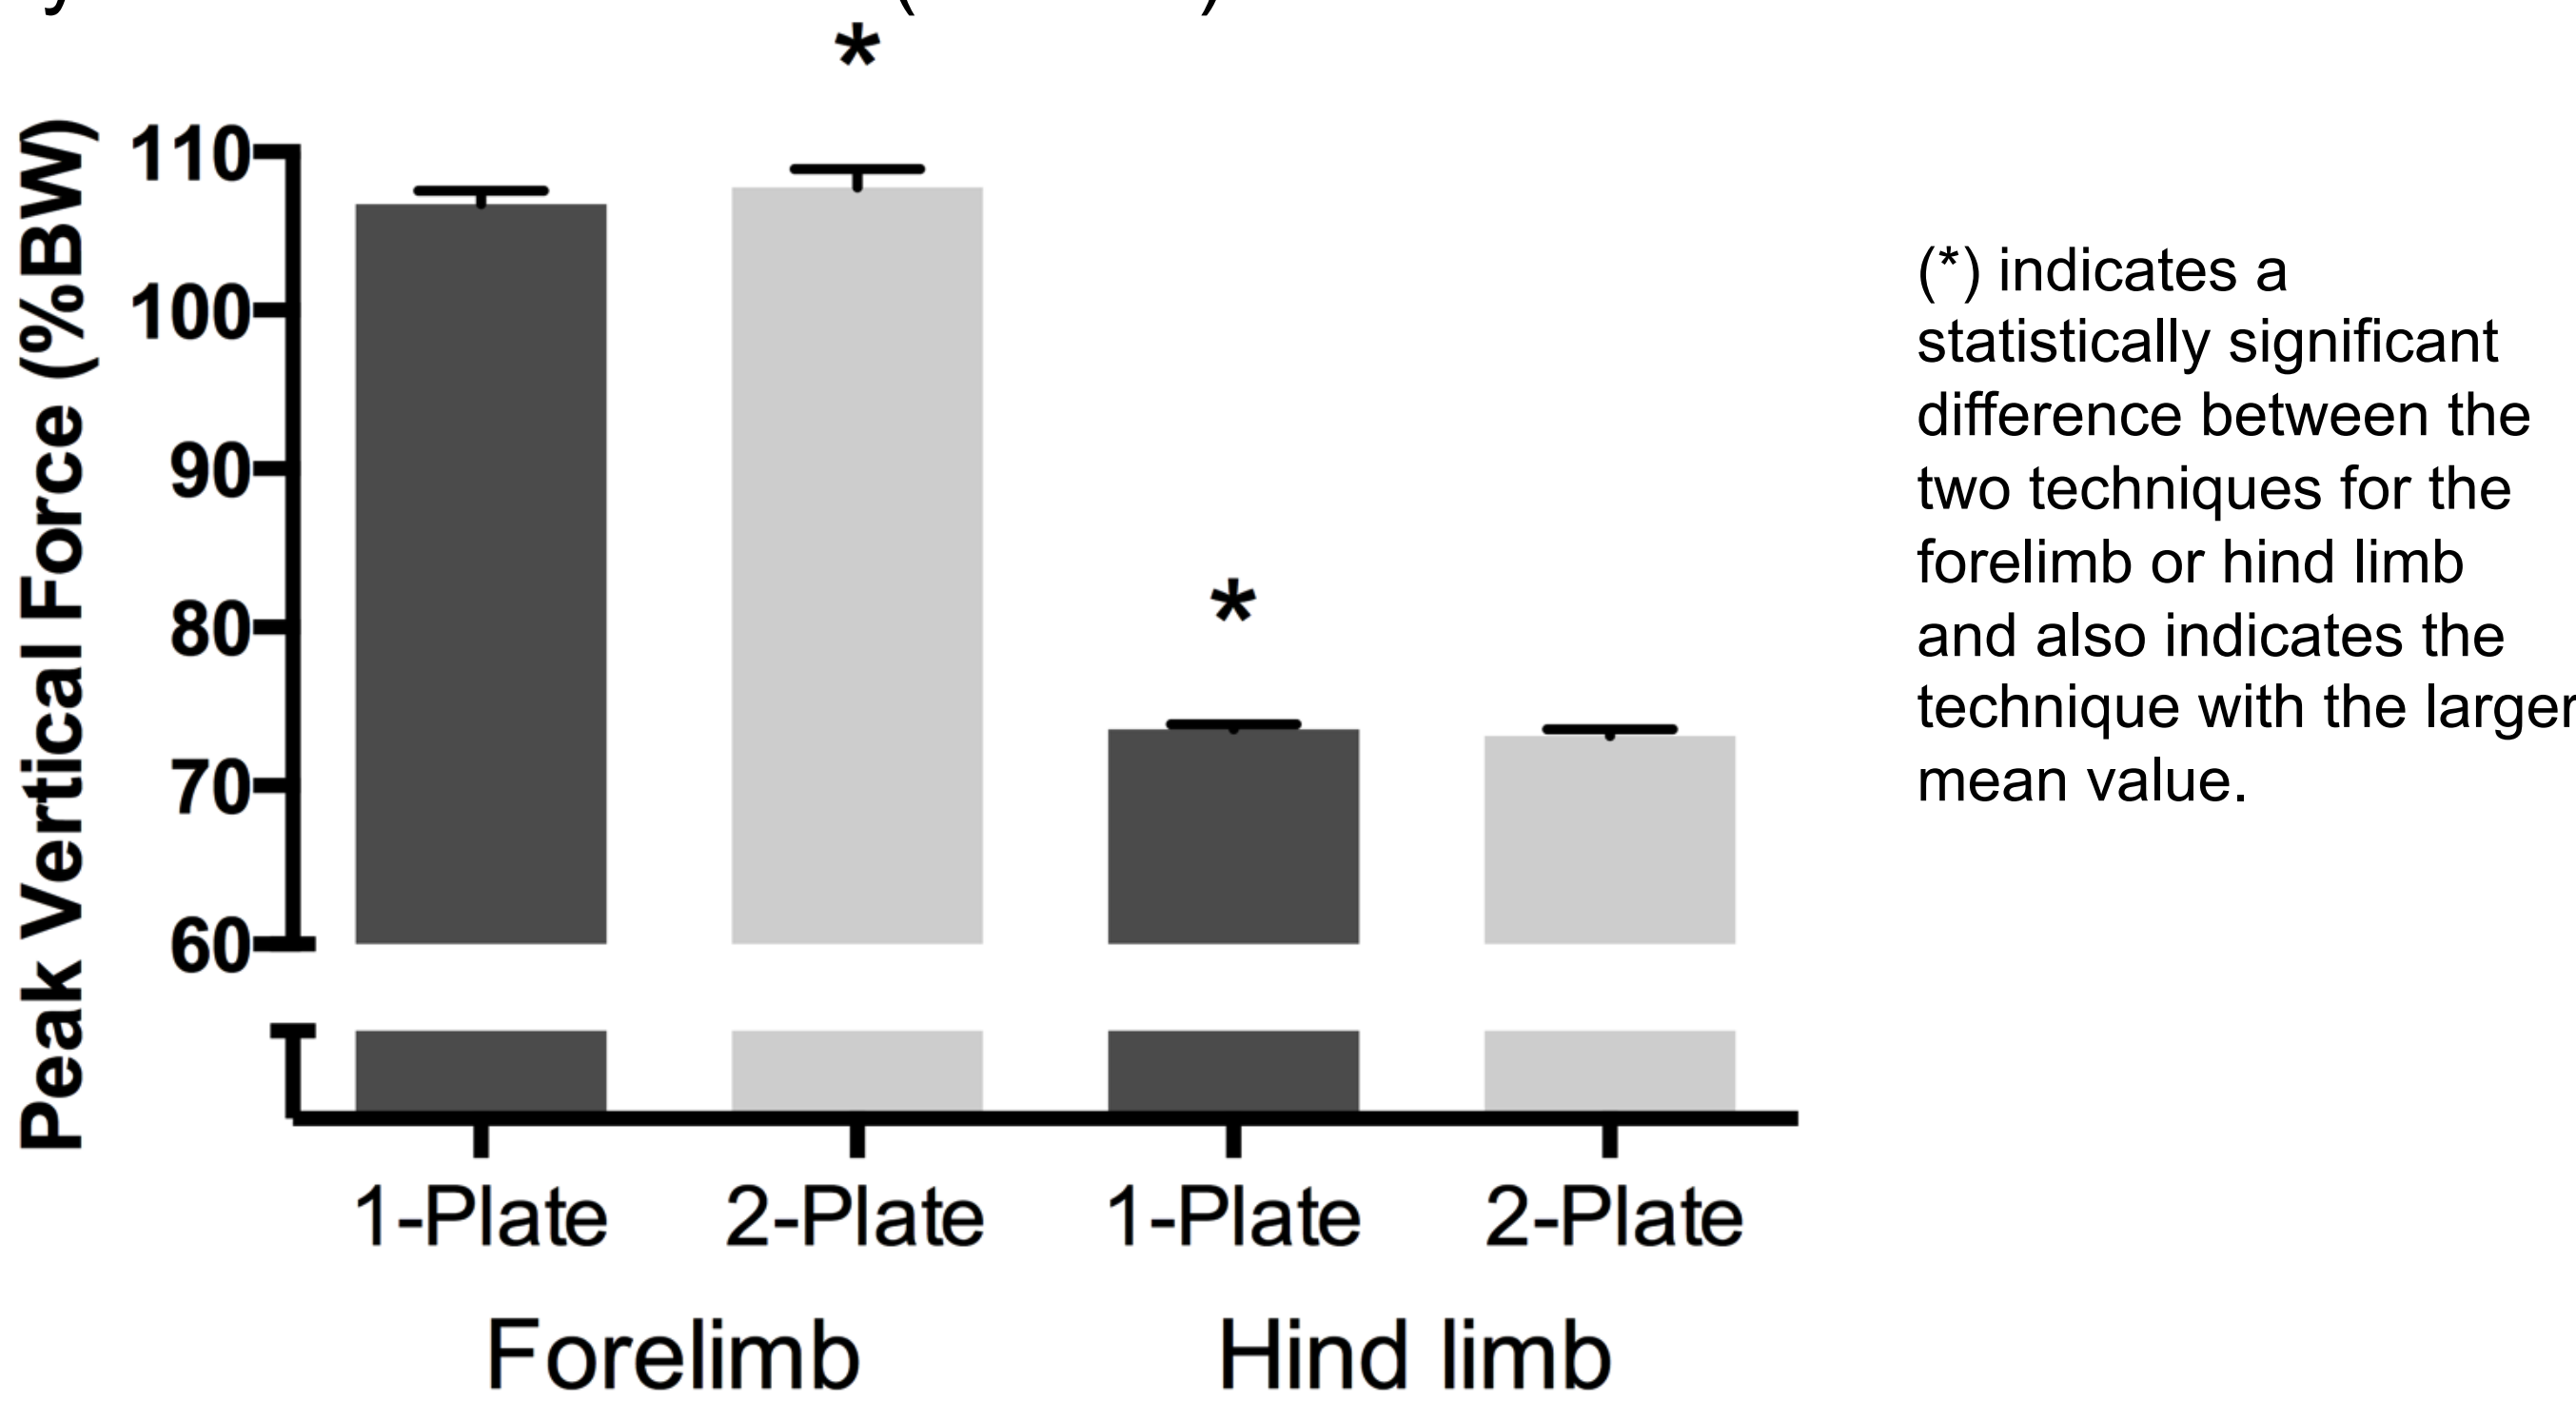 *
110
100
90
80
70
60
Peak Vertical Force (%BW)
*
1-Plate 2-Plate 1-Plate 2-Plate
Forelimb Hind limb
(*) indicates a
statistically significant
difference between the
two techniques for the
forelimb or hind limb
and also indicates the
technique with the larger
mean value.